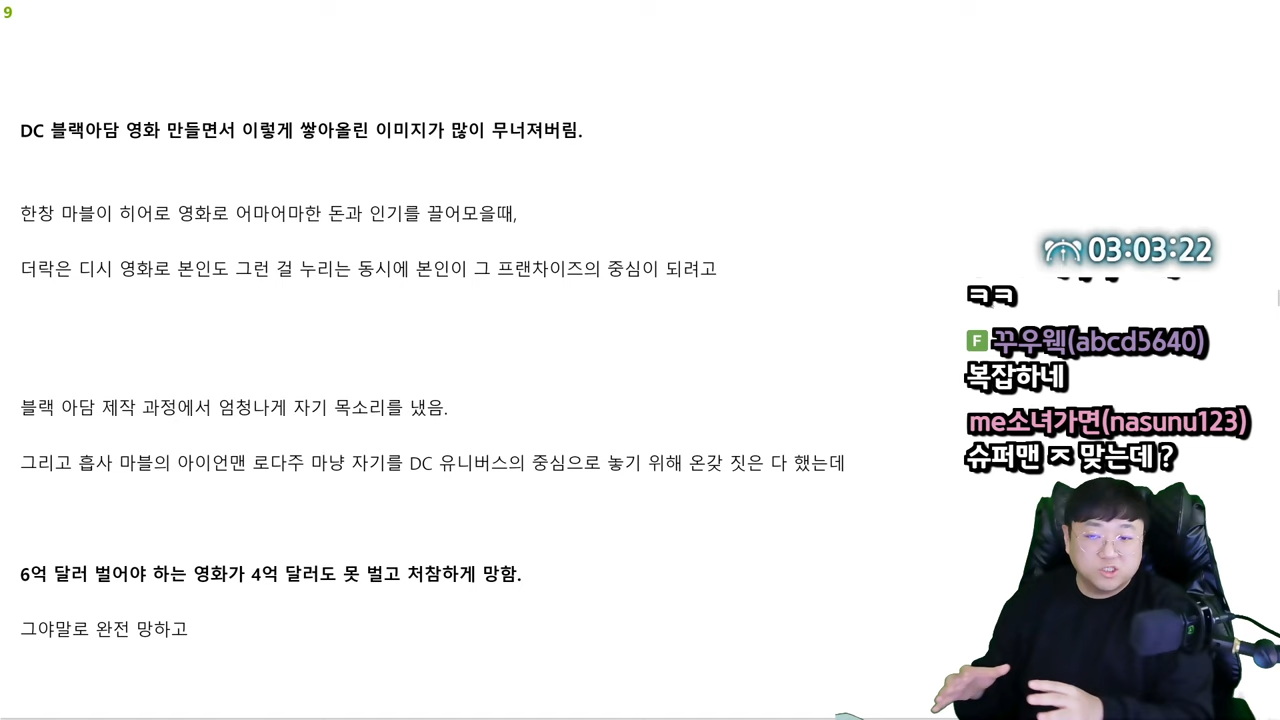 9
DC 블랙아담 영화 만들면서 이렇게 쌓아올린 이미지가 많이 무너져버림.
한창 마블이 히어로 영화로 어마어마한 돈과 인기를 끌어모을때,
더락은 디시 영화로 본인도 그런 걸 누리는 동시에 본인이 그 프랜차이즈의 중심이 되려고
03:03:22
ㅋㅋ
F 꾸우웩(abcd5640)
복잡하네
me소녀가면(nasunu123)
슈퍼맨 ㅈ 맞는데?
블랙 아담 제작 과정에서 엄청나게 자기 목소리를 냈음.
그리고 흡사 마블의 아이언맨 로다주 마냥 자기를 DC 유니버스의 중심으로 놓기 위해 온갖 짓은 다 했는데
6억 달러 벌어야 하는 영화가 4억 달러도 못 벌고 처참하게 망함.
그야말로 완전 망하고